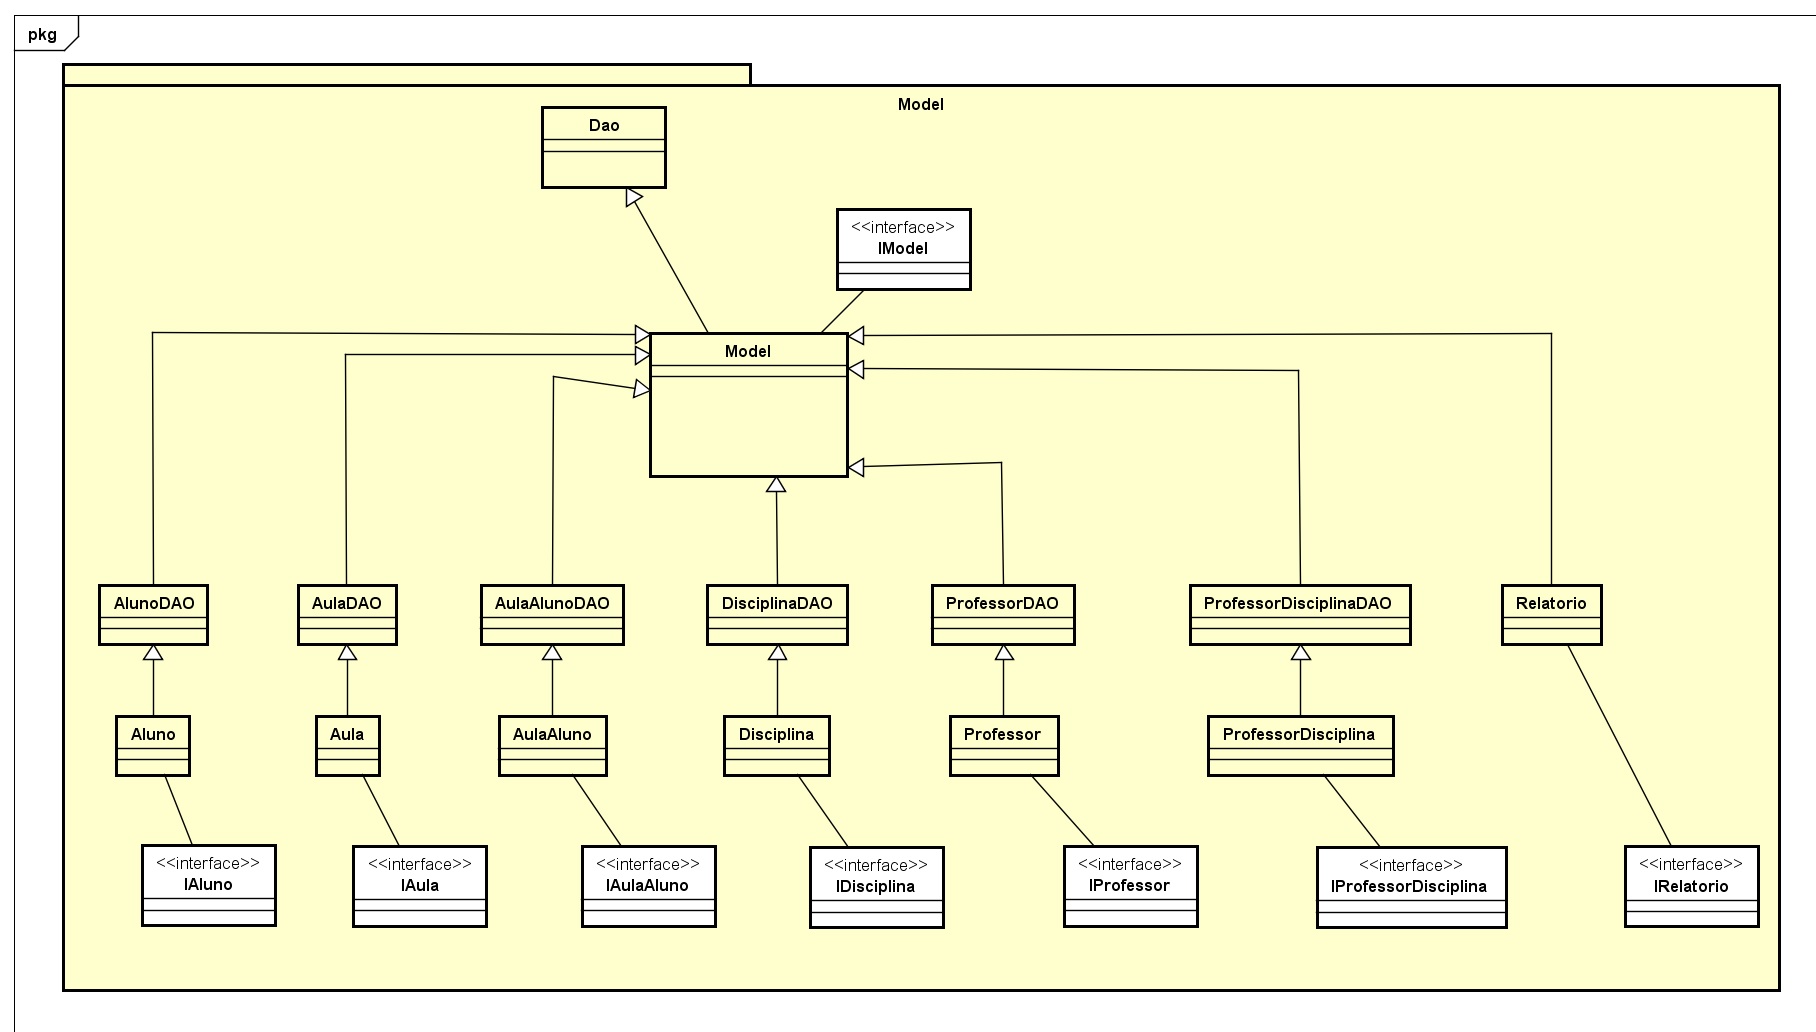 pkg
Model
Dao
<<interface>>
IModel
Model
AlunoDAO
AulaDAO
AulaAlunoDAO
DisciplinaDAO
ProfessorDAO
ProfessorDisciplinaDAO
Relatorio
Aluno
Aula
AulaAluno
Disciplina
Professor
ProfessorDisciplina
<<interface>>
IAluno
<<interface>>
IAula
<<interface>>
IAulaAluno
<<interface>>
IDisciplina
<<interface>>
IProfessor
<<interface>>
IProfessorDisciplina
<<interface>>
IRelatorio